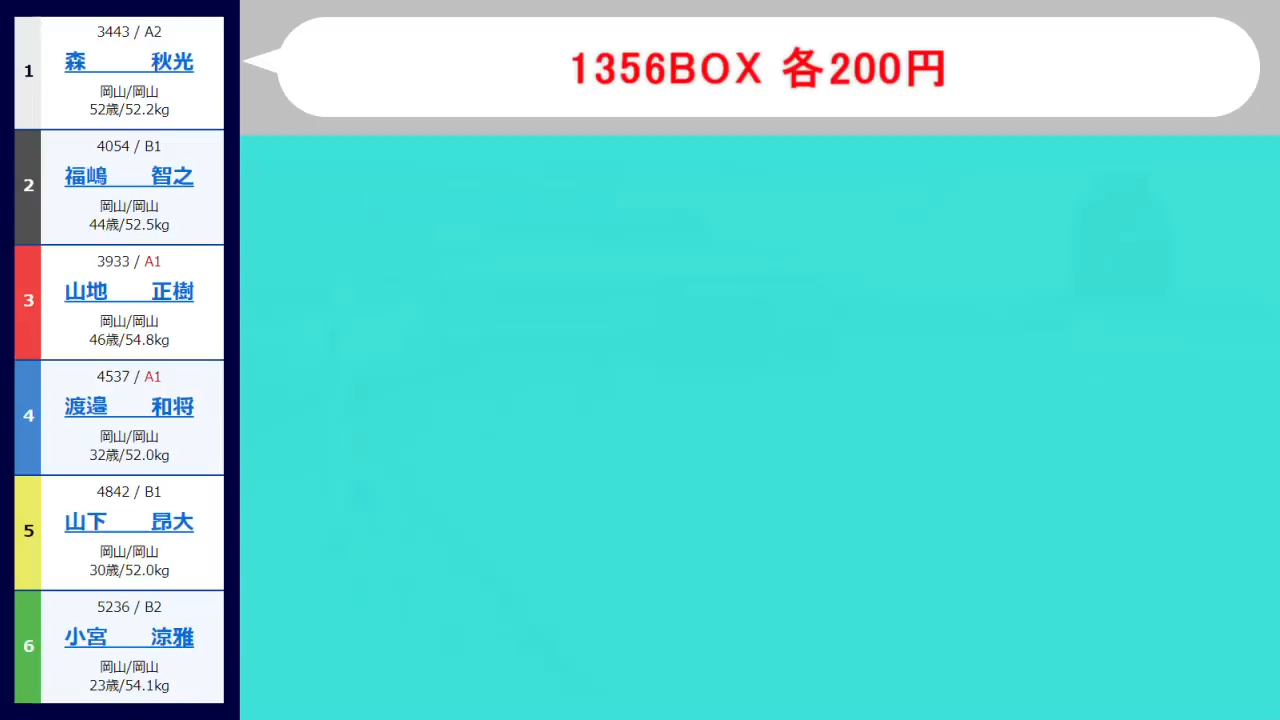 1356BOX 各200円
1
3443 / A2
森 秋光
岡山/岡山
52歳/52.2kg
2
4054 / B1
福嶋 智之
岡山/岡山
44歳/52.5kg
3
3933 / A1
山地 正樹
岡山/岡山
46歳/54.8kg
4
4537 / A1
渡邉 和将
岡山/岡山
32歳/52.0kg
5
4842 / B1
山下 昂大
岡山/岡山
30歳/52.0kg
6
5236 / B2
小宮 涼雅
岡山/岡山
23歳/54.1kg